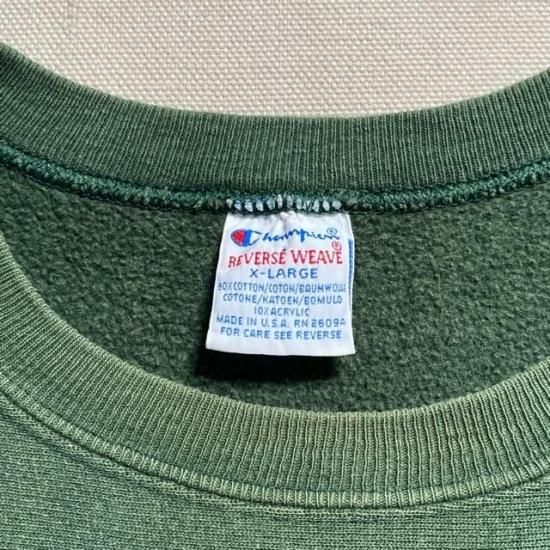 Champion®
REVERSE WEAVE®
X-LARGE
90% COTTON/COTON/BAUMWOLLE
COTONE/KATOEN/BOMULD
10% ACRYLIC
MADE IN U.S.A. RN 26094
FOR CARE SEE REVERSE